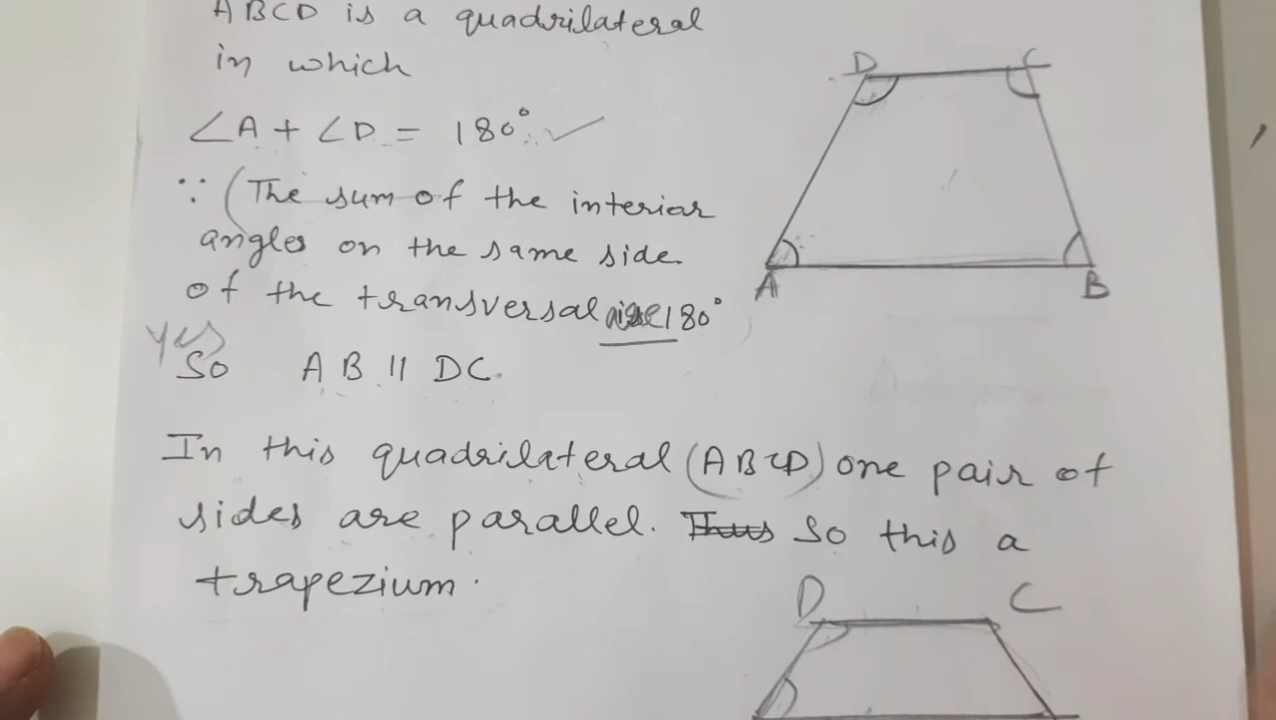 ABCD is a quadrilateral
in which
∠A + ∠D = 180°
∵ (The sum of the interior
angles on the same side
of the transversal 180°
Yes
So AB || DC
In this quadrilateral (ABCD) one pair of
sides are parallel. Thus So this a
trapezium.
D C
A B
D C